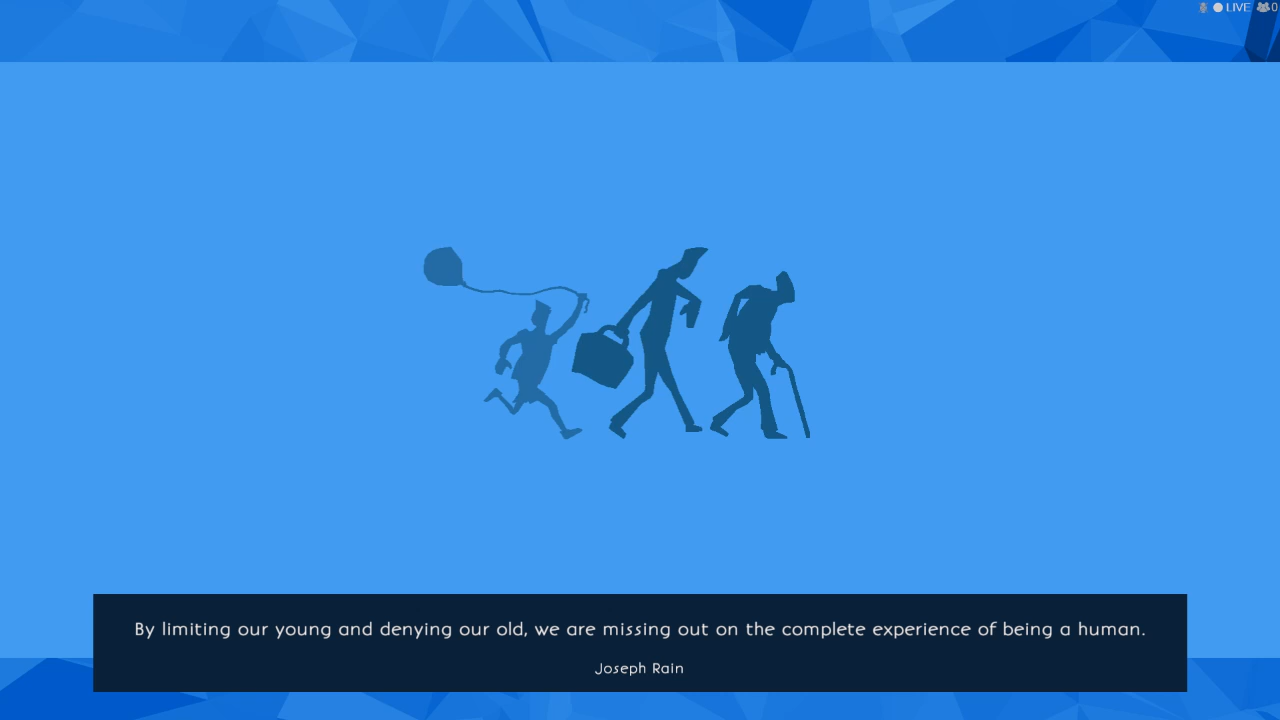 LIVE 0
By limiting our young and denying our old, we are missing out on the complete experience of being a human.
Joseph Rain